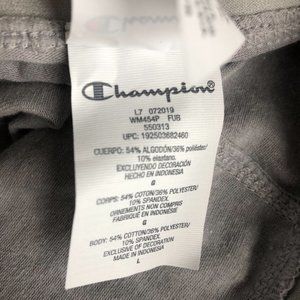 Champion
L7 072019
WM454P FUB
550313
UPC: 192503682460
CUERPO: 54% ALGODÓN/36% poliéster/
10% elastano.
EXCLUYENDO DECORACIÓN
HECHO EN INDONESIA
G
CORPS: 54% COTON/36% POLYESTER/
10% SPANDEX.
ORNEMENTS NON COMPRIS
FABRIQUÉ EN INDONÉSIE
G
BODY: 54% COTTON/36% POLYESTER/
10% SPANDEX.
EXCLUSIVE OF DECORATION
MADE IN INDONESIA
L